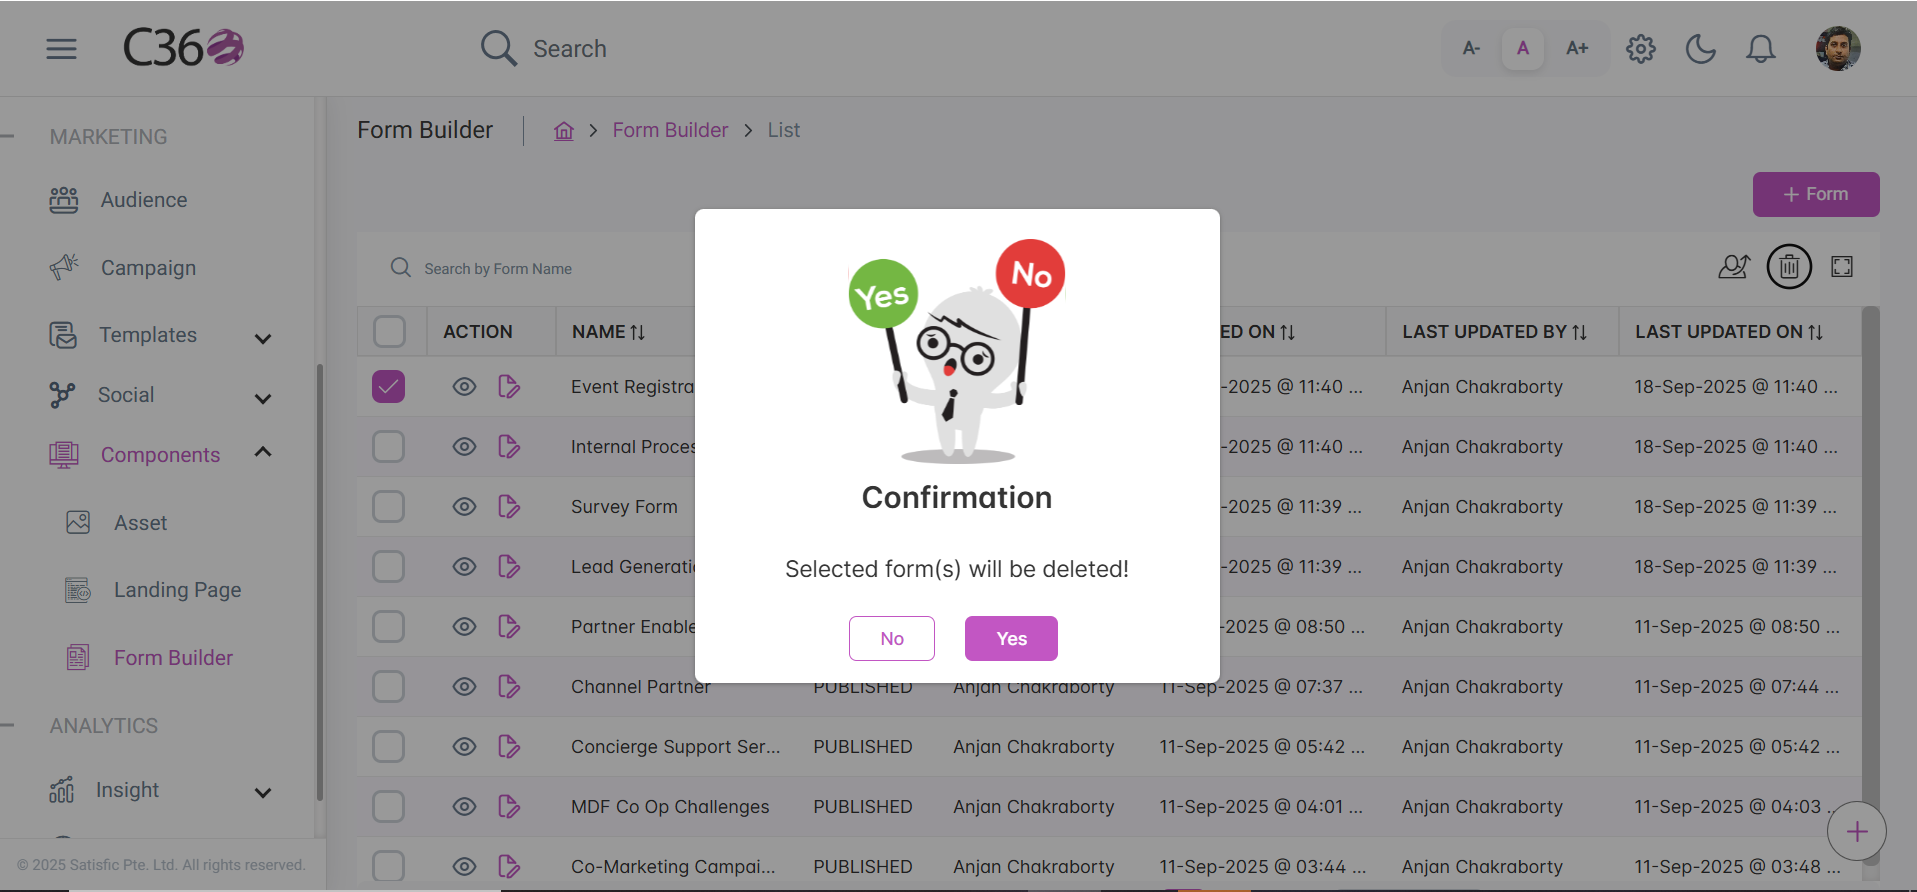 C360
Search
A-
A
A+
MARKETING
Audience
Campaign
Templates
Social
Components
Asset
Landing Page
Form Builder
ANALYTICS
Insight
© 2025 Satisfic Pte. Ltd. All rights reserved.
Form Builder
Form Builder > List
+ Form
Search by Form Name
ACTION NAME ED ON LAST UPDATED BY LAST UPDATED ON
Event Registra -2025 @ 11:40 ... Anjan Chakraborty 18-Sep-2025 @ 11:40 ...
Internal Proces -2025 @ 11:40 ... Anjan Chakraborty 18-Sep-2025 @ 11:40 ...
Survey Form -2025 @ 11:39 ... Anjan Chakraborty 18-Sep-2025 @ 11:39 ...
Lead Generati -2025 @ 11:39 ... Anjan Chakraborty 18-Sep-2025 @ 11:39 ...
Partner Enable -2025 @ 08:50 ... Anjan Chakraborty 11-Sep-2025 @ 08:50 ...
Channel Partner PUBLISHED Anjan Chakraborty 11-Sep-2025 @ 07:37 ... Anjan Chakraborty 11-Sep-2025 @ 07:44 ...
Concierge Support Ser... PUBLISHED Anjan Chakraborty 11-Sep-2025 @ 05:42 ... Anjan Chakraborty 11-Sep-2025 @ 05:42 ...
MDF Co Op Challenges PUBLISHED Anjan Chakraborty 11-Sep-2025 @ 04:01 ... Anjan Chakraborty 11-Sep-2025 @ 04:03 ...
Co-Marketing Campai... PUBLISHED Anjan Chakraborty 11-Sep-2025 @ 03:44 ... Anjan Chakraborty 11-Sep-2025 @ 03:48 ...
Yes
No
Confirmation
Selected form(s) will be deleted!
No
Yes